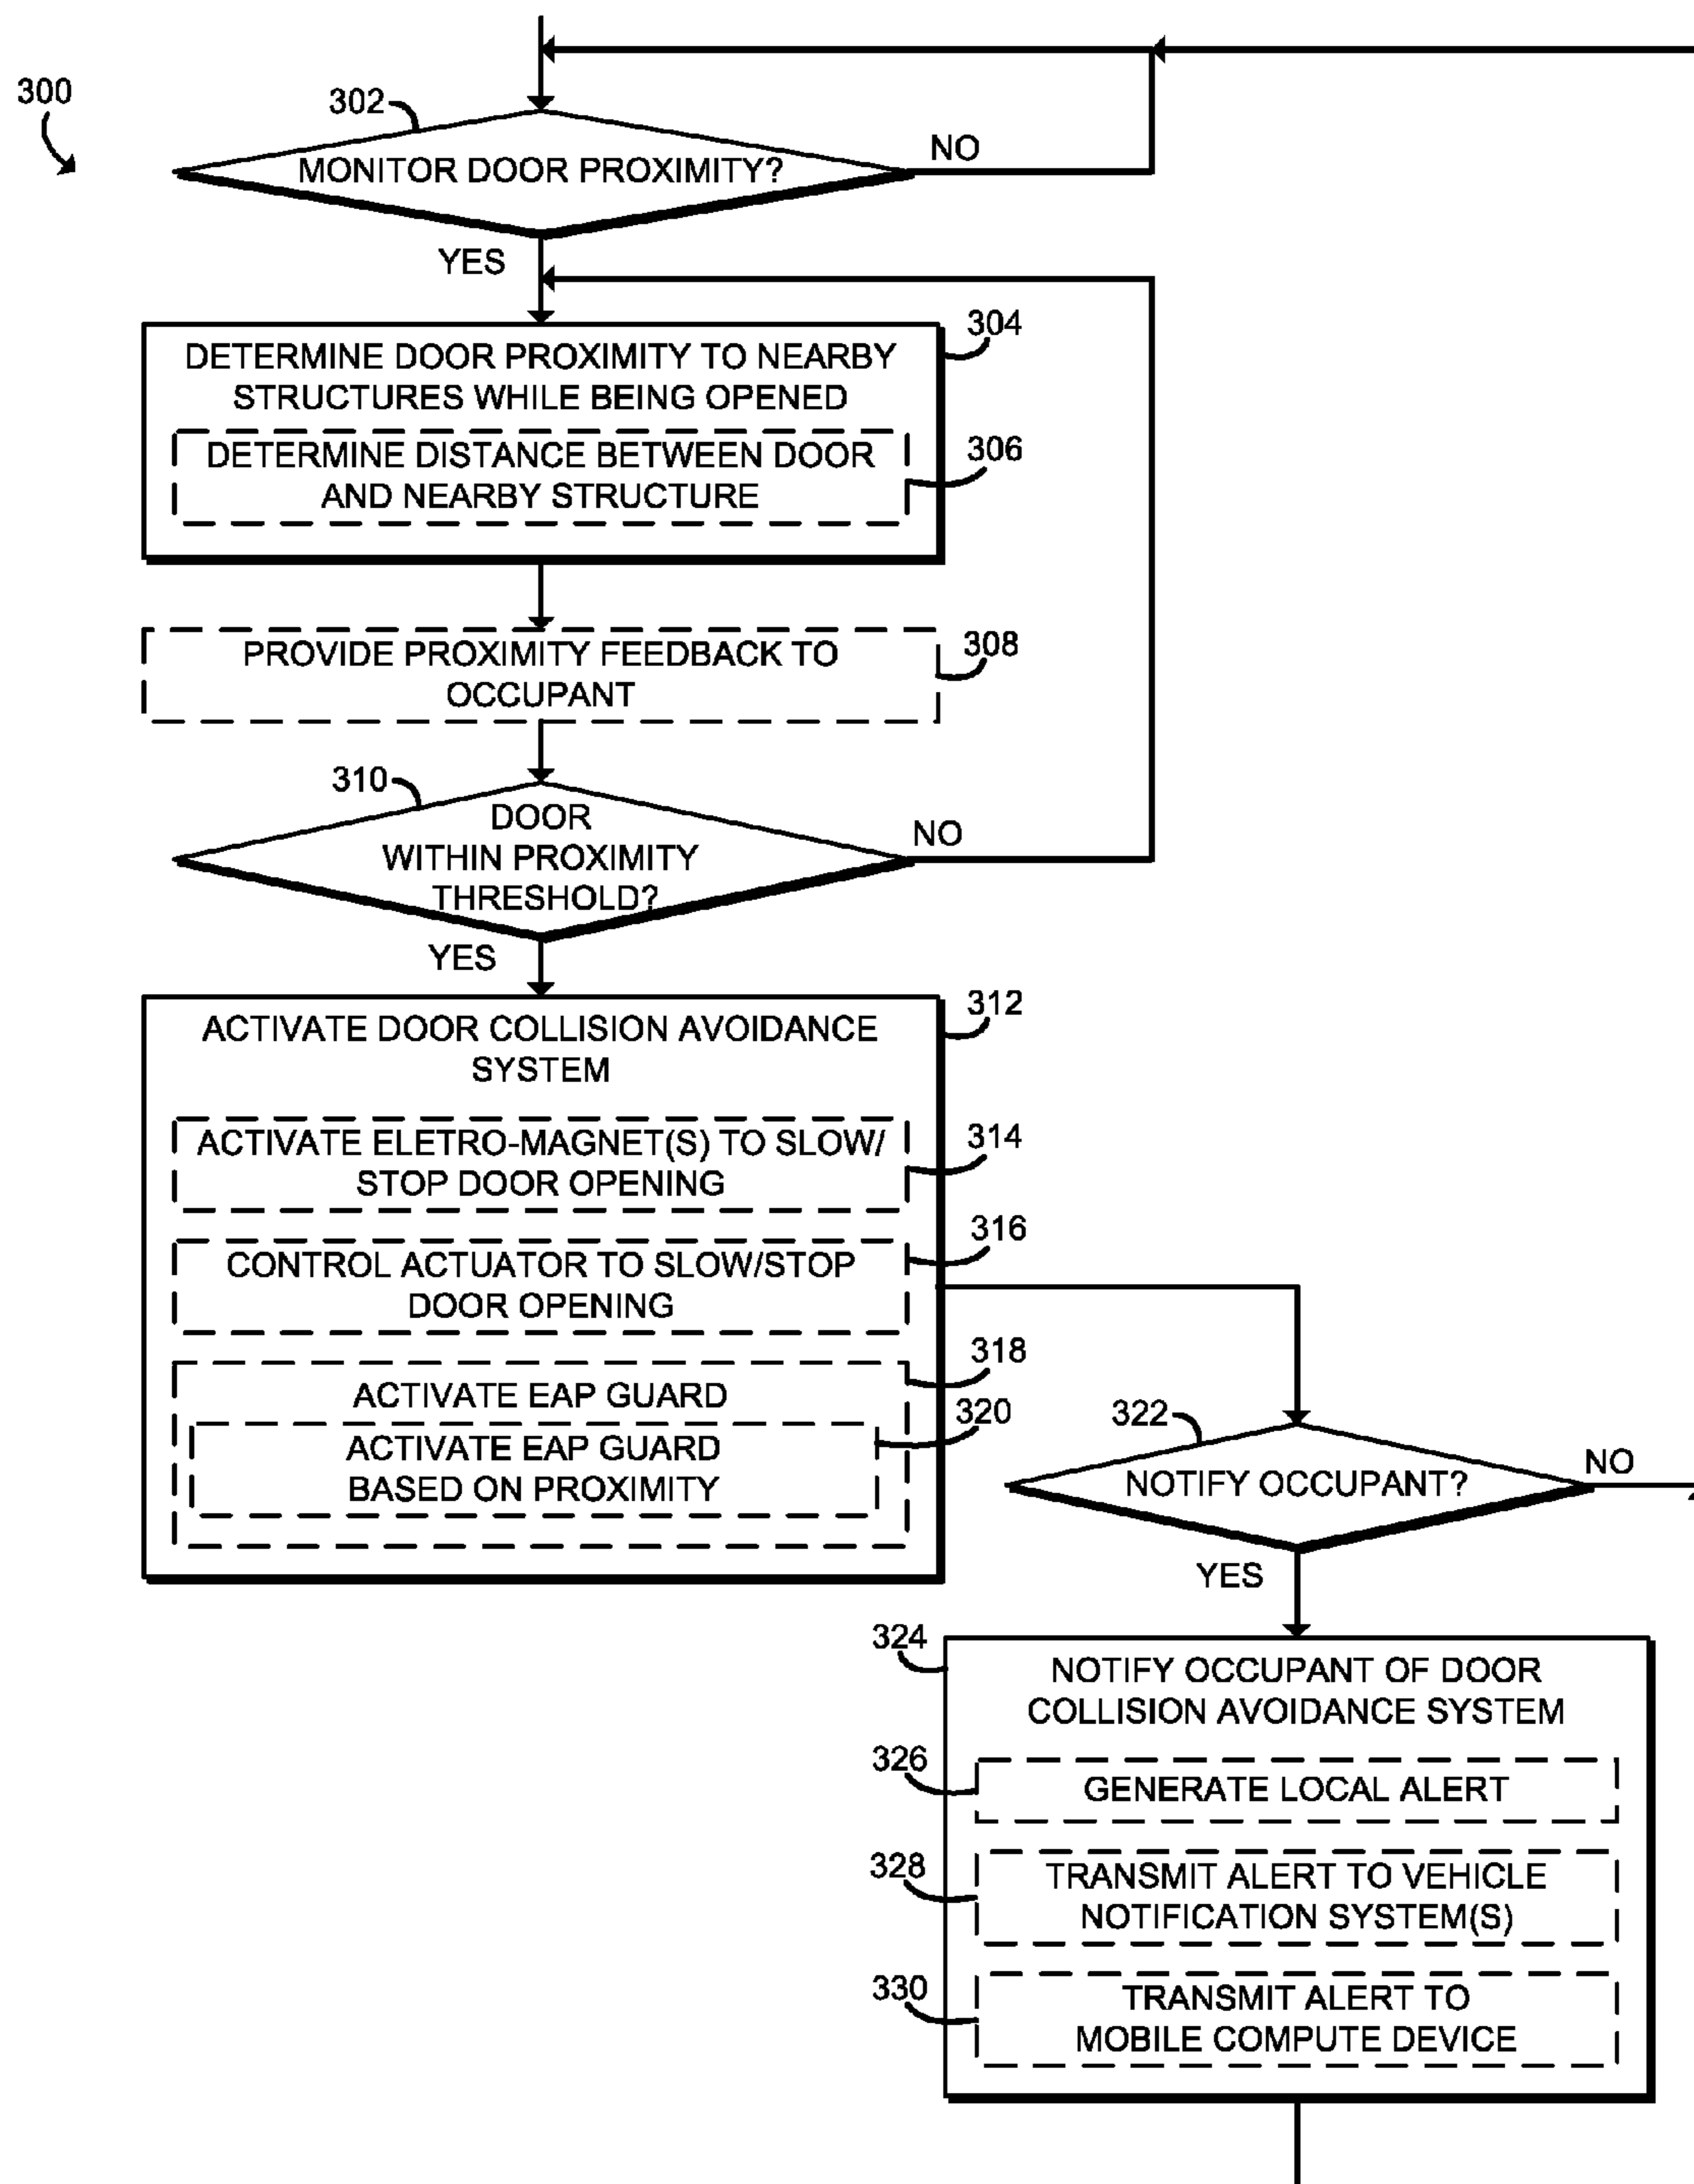 300
302
MONITOR DOOR PROXIMITY?
NO
YES
304
DETERMINE DOOR PROXIMITY TO NEARBY
STRUCTURES WHILE BEING OPENED
306
DETERMINE DISTANCE BETWEEN DOOR
AND NEARBY STRUCTURE
308
PROVIDE PROXIMITY FEEDBACK TO
OCCUPANT
310
DOOR
WITHIN PROXIMITY
THRESHOLD?
NO
YES
312
ACTIVATE DOOR COLLISION AVOIDANCE
SYSTEM
314
ACTIVATE ELETRO-MAGNET(S) TO SLOW/
STOP DOOR OPENING
316
CONTROL ACTUATOR TO SLOW/STOP
DOOR OPENING
318
ACTIVATE EAP GUARD
320
ACTIVATE EAP GUARD
BASED ON PROXIMITY
322
NOTIFY OCCUPANT?
NO
YES
324
NOTIFY OCCUPANT OF DOOR
COLLISION AVOIDANCE SYSTEM
326
GENERATE LOCAL ALERT
328
TRANSMIT ALERT TO VEHICLE
NOTIFICATION SYSTEM(S)
330
TRANSMIT ALERT TO
MOBILE COMPUTE DEVICE